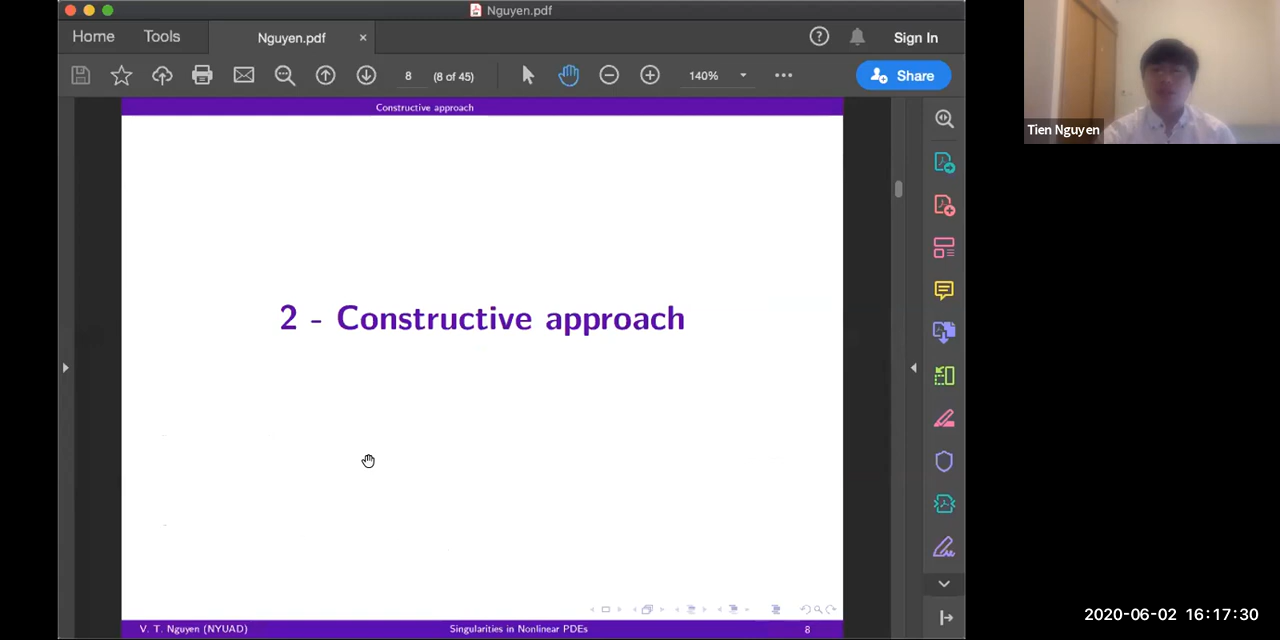 Nguyen.pdf
Home
Tools
Nguyen.pdf
×
Sign In
8
(8 of 45)
140%
Share
Constructive approach
2 - Constructive approach
V. T. Nguyen (NYUAD)
Singularities in Nonlinear PDEs
8
Tien Nguyen
2020-06-02 16:17:30